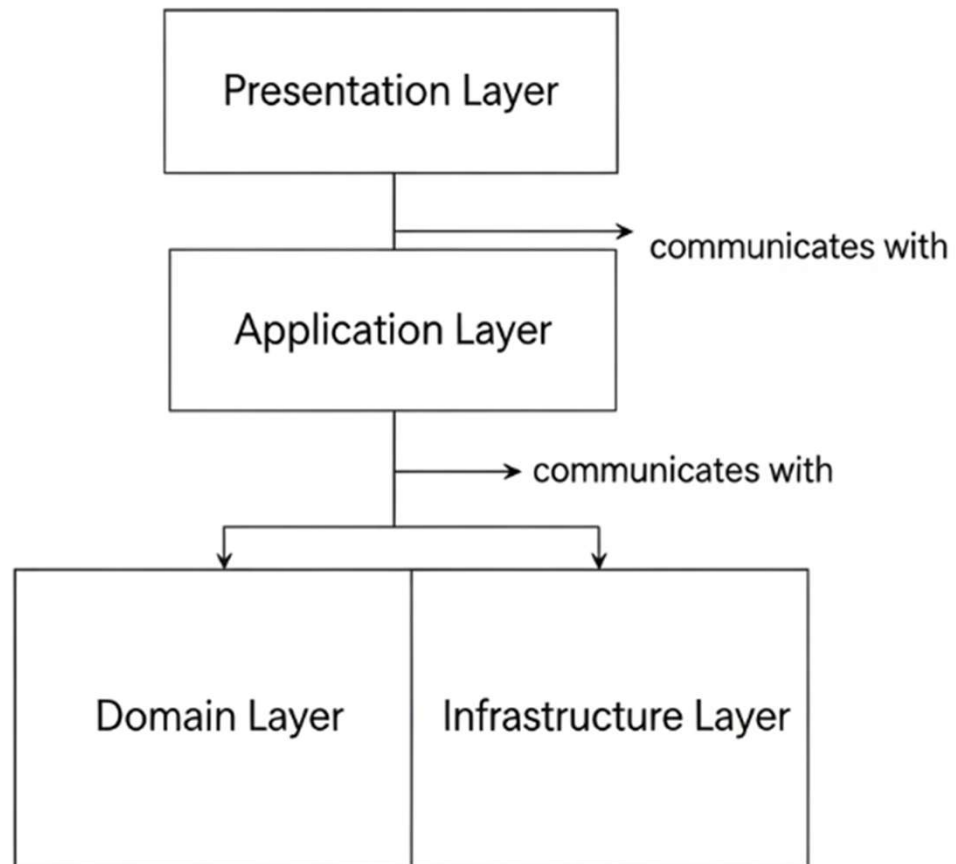 Presentation Layer
communicates with
Application Layer
communicates with
Domain Layer
Infrastructure Layer